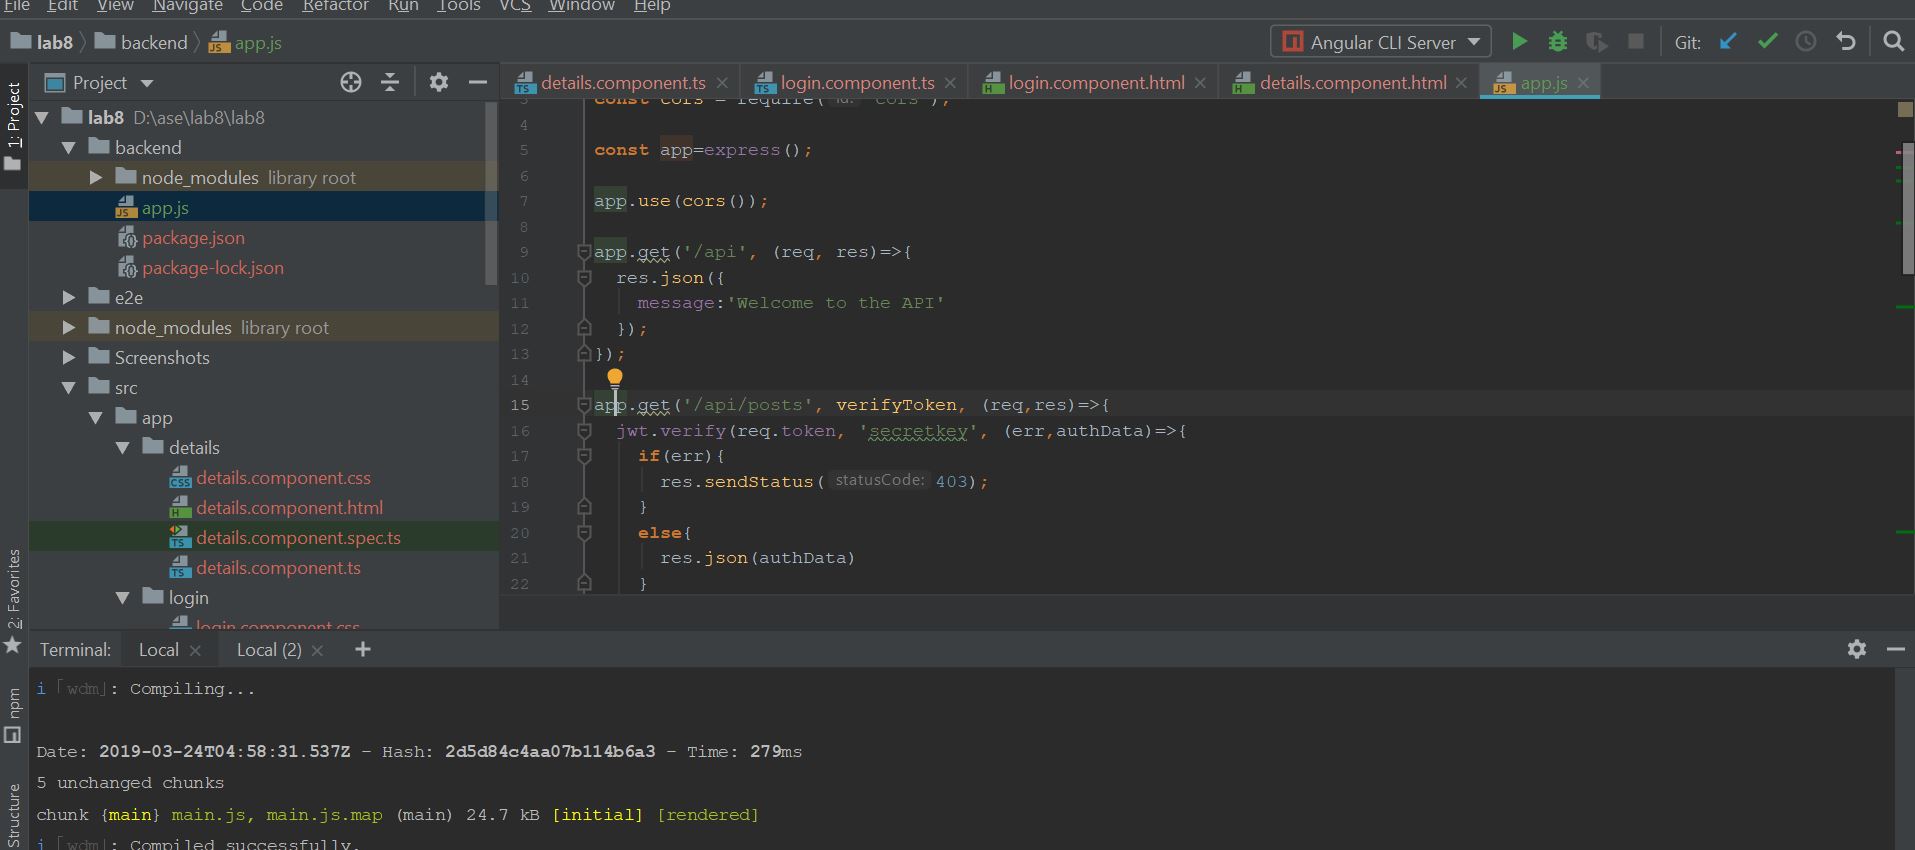 File Edit View Navigate Code Refactor Run Tools VCS Window Help
lab8 backend app.js Angular CLI Server Git:
Project details.component.ts login.component.ts login.component.html details.component.html app.js
1: Project
2: Favorites
npm
Structure
lab8 D:\ase\lab8\lab8
backend
node_modules library root
app.js
package.json
package-lock.json
e2e
node_modules library root
Screenshots
src
app
details
details.component.css
details.component.html
details.component.spec.ts
details.component.ts
login
login.component.css
3 const cors = require( id: 'cors');
4
5 const app=express();
6
7 app.use(cors());
8
9 app.get('/api', (req, res)=>{
10 res.json({
11 message:'Welcome to the API'
12 });
13 });
14
15 app.get('/api/posts', verifyToken, (req,res)=>{
16 jwt.verify(req.token, 'secretkey', (err,authData)=>{
17 if(err){
18 res.sendStatus( statusCode: 403);
19 }
20 else{
21 res.json(authData)
22 }
Terminal: Local Local (2) +
i ｢wdm｣: Compiling...
Date: 2019-03-24T04:58:31.537Z - Hash: 2d5d84c4aa07b114b6a3 - Time: 279ms
5 unchanged chunks
chunk {main} main.js, main.js.map (main) 24.7 kB [initial] [rendered]
i ｢wdm｣: Compiled successfully.